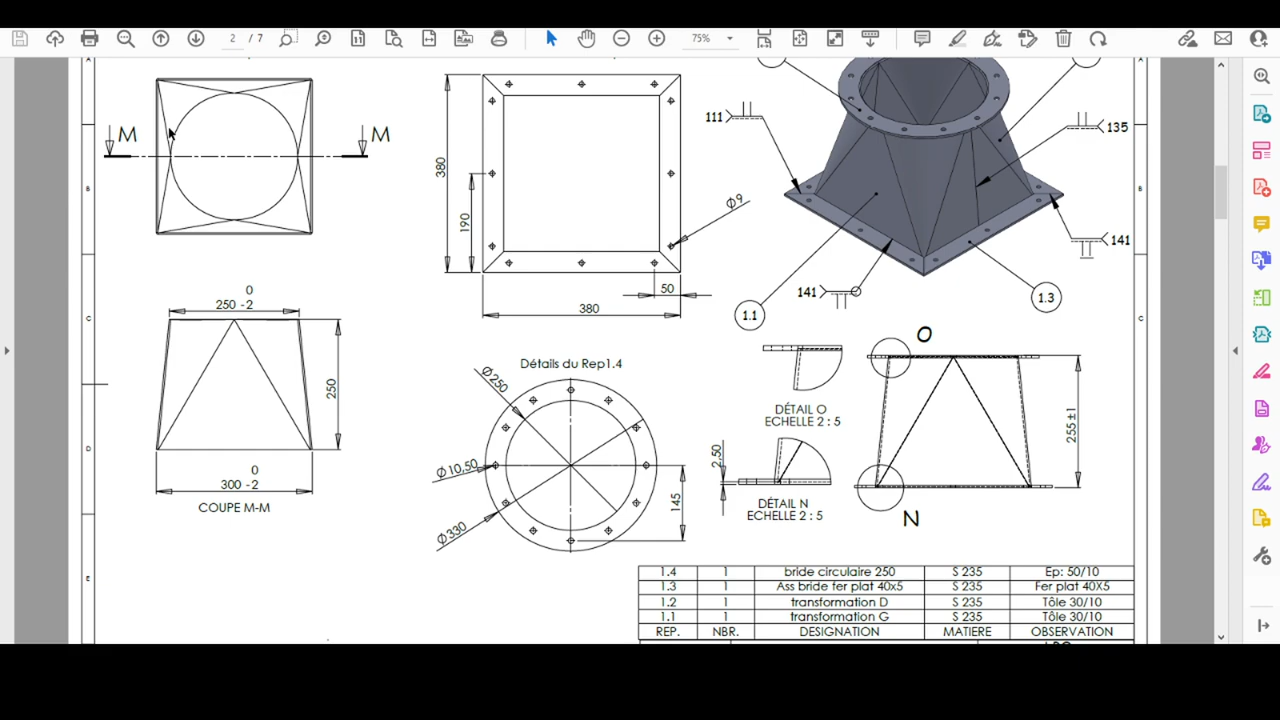 2 / 7
75%
A
A
M
M
B
B
C
C
D
E
380
190
Ø9
50
380
111
135
141
141
1.1
1.3
0
250 -2
250
0
300 -2
COUPE M-M
Détails du Rep1.4
Ø250
Ø10,50
Ø330
145
DÉTAIL O
ECHELLE 2 : 5
2,50
DÉTAIL N
ECHELLE 2 : 5
O
N
255±1
1.4 1 bride circulaire 250 S 235 Ep: 50/10
1.3 1 Ass bride fer plat 40x5 S 235 Fer plat 40X5
1.2 1 transformation D S 235 Tôle 30/10
1.1 1 transformation G S 235 Tôle 30/10
REP. NBR. DESIGNATION MATIERE OBSERVATION